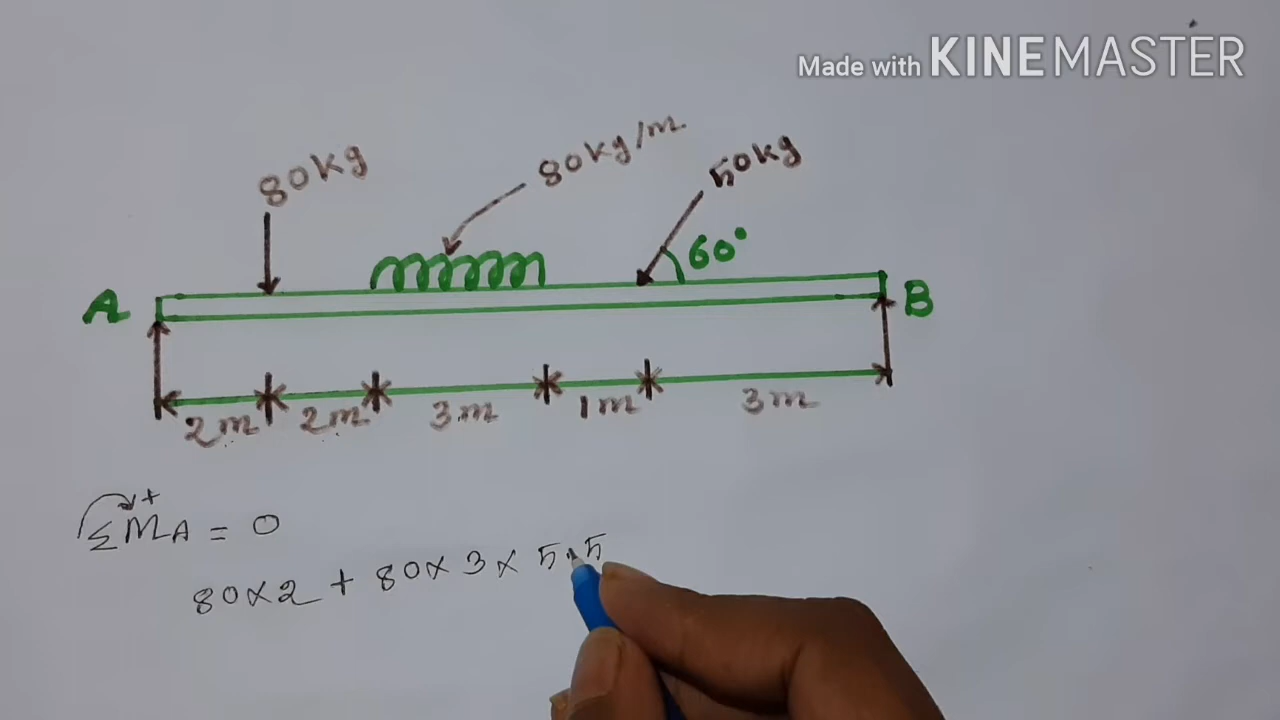 Made with KINEMASTER
80kg
80kg/m
50kg
60°
A
B
2m 2m 3m 1m 3m
+
ΣMA = 0
80×2 + 80×3× 5.5